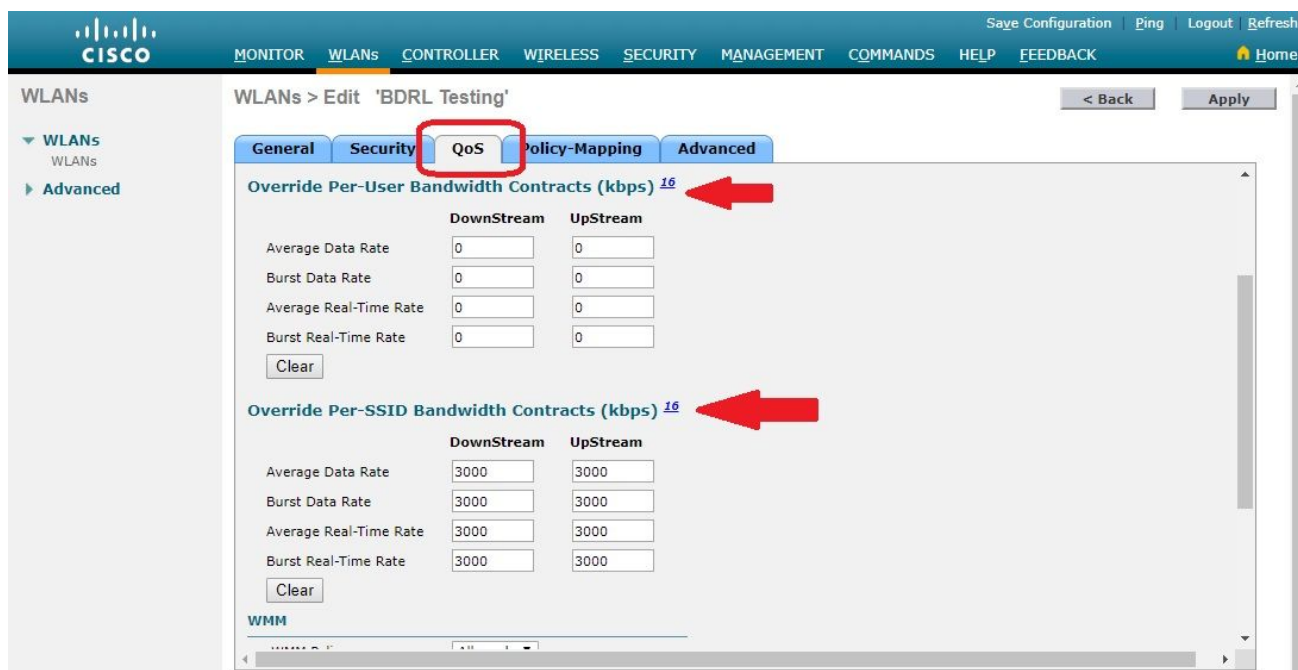 Save Configuration Ping Logout Refresh
CISCO
MONITOR WLANs CONTROLLER WIRELESS SECURITY MANAGEMENT COMMANDS HELP FEEDBACK Home
WLANs
WLANs
WLANs
Advanced
WLANs > Edit 'BDRL Testing'
< Back Apply
General Security QoS Policy-Mapping Advanced
Override Per-User Bandwidth Contracts (kbps) 16
DownStream UpStream
Average Data Rate 0 0
Burst Data Rate 0 0
Average Real-Time Rate 0 0
Burst Real-Time Rate 0 0
Clear
Override Per-SSID Bandwidth Contracts (kbps) 16
DownStream UpStream
Average Data Rate 3000 3000
Burst Data Rate 3000 3000
Average Real-Time Rate 3000 3000
Burst Real-Time Rate 3000 3000
Clear
WMM